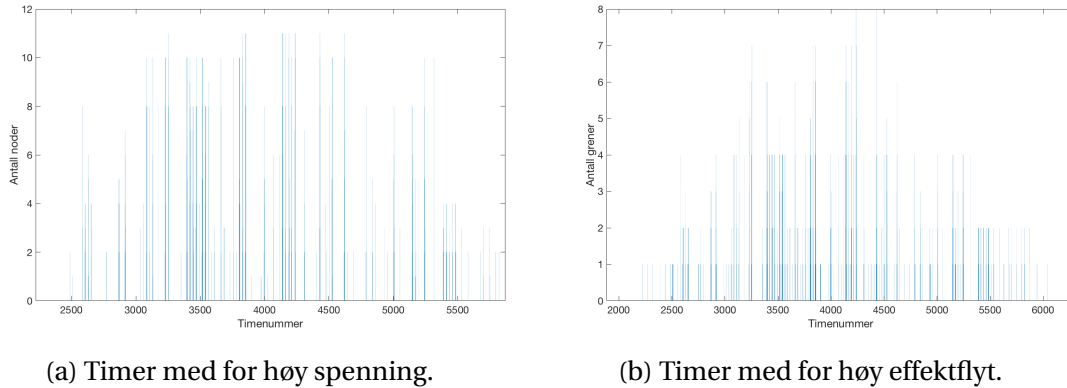 12
10
8
6
4
2
0
Antall noder
2500 3000 3500 4000 4500 5000 5500
Timenummer
(a) Timer med for høy spenning.
8
7
6
5
4
3
2
1
0
Antall grener
2000 2500 3000 3500 4000 4500 5000 5500 6000
Timenummer
(b) Timer med for høy effektflyt.